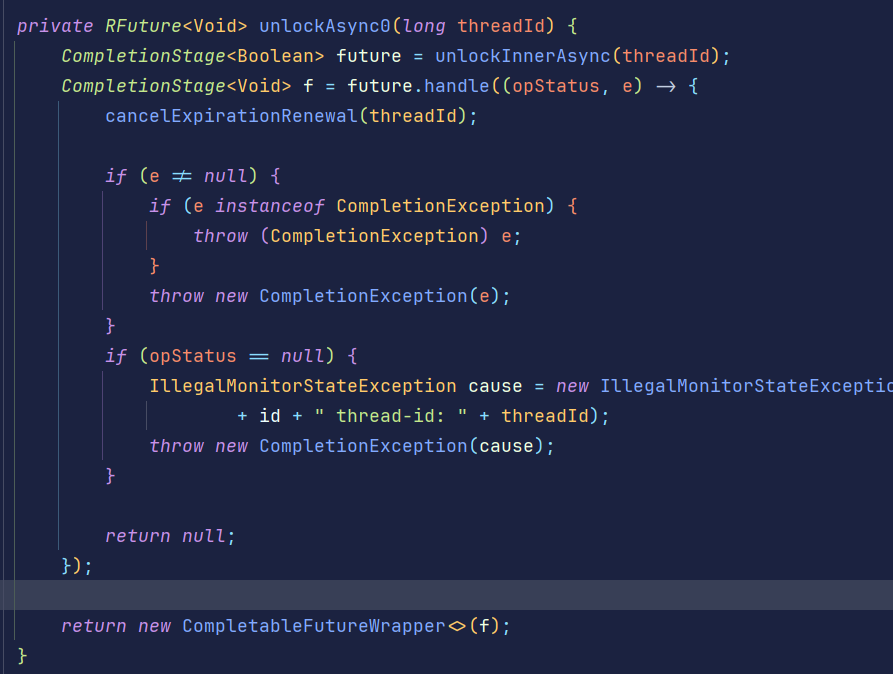 private RFuture<Void> unlockAsync0(long threadId) {
    CompletionStage<Boolean> future = unlockInnerAsync(threadId);
    CompletionStage<Void> f = future.handle((opStatus, e) -> {
        cancelExpirationRenewal(threadId);

        if (e != null) {
            if (e instanceof CompletionException) {
                throw (CompletionException) e;
            }
            throw new CompletionException(e);
        }
        if (opStatus == null) {
            IllegalMonitorStateException cause = new IllegalMonitorStateExceptio
                    + id + " thread-id: " + threadId);
            throw new CompletionException(cause);
        }

        return null;
    });

    return new CompletableFutureWrapper<>(f);
}